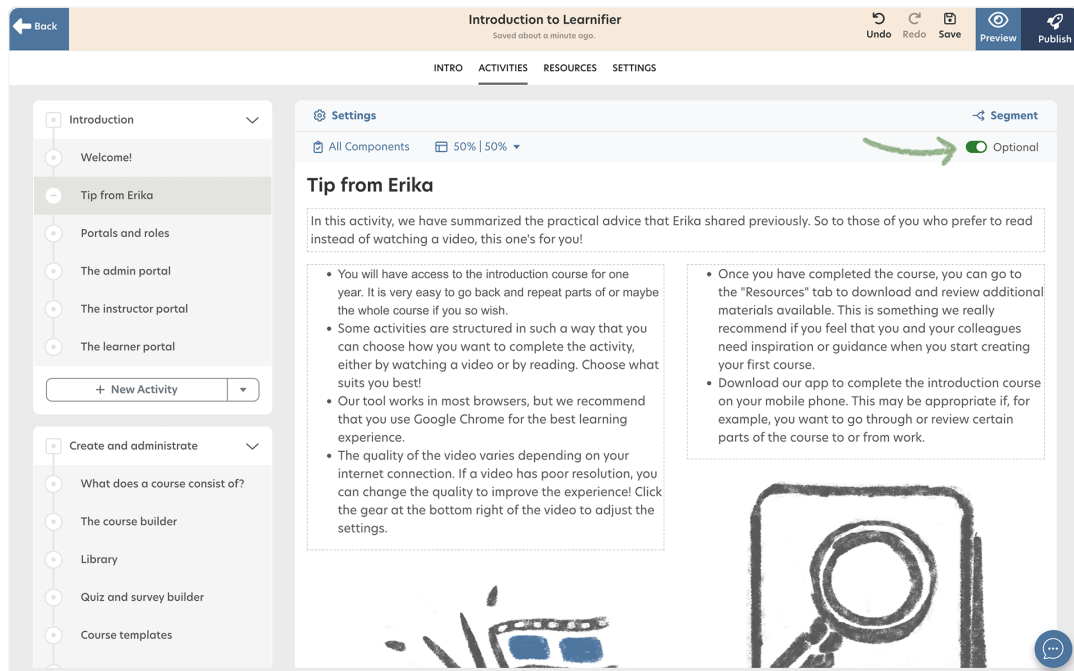 Back
Introduction to Learnifier
Saved about a minute ago.
Undo
Redo
Save
Preview
Publish
INTRO
ACTIVITIES
RESOURCES
SETTINGS
Introduction
Welcome!
Tip from Erika
Portals and roles
The admin portal
The instructor portal
The learner portal
+ New Activity
Create and administrate
What does a course consist of?
The course builder
Library
Quiz and survey builder
Course templates
Settings
Segment
All Components
50% | 50%
Optional
Tip from Erika
In this activity, we have summarized the practical advice that Erika shared previously. So to those of you who prefer to read
instead of watching a video, this one's for you!
• You will have access to the introduction course for one
year. It is very easy to go back and repeat parts of or maybe
the whole course if you so wish.
• Some activities are structured in such a way that you
can choose how you want to complete the activity,
either by watching a video or by reading. Choose what
suits you best!
• Our tool works in most browsers, but we recommend
that you use Google Chrome for the best learning
experience.
• The quality of the video varies depending on your
internet connection. If a video has poor resolution, you
can change the quality to improve the experience! Click
the gear at the bottom right of the video to adjust the
settings.
• Once you have completed the course, you can go to
the "Resources" tab to download and review additional
materials available. This is something we really
recommend if you feel that you and your colleagues
need inspiration or guidance when you start creating
your first course.
• Download our app to complete the introduction course
on your mobile phone. This may be appropriate if, for
example, you want to go through or review certain
parts of the course to or from work.